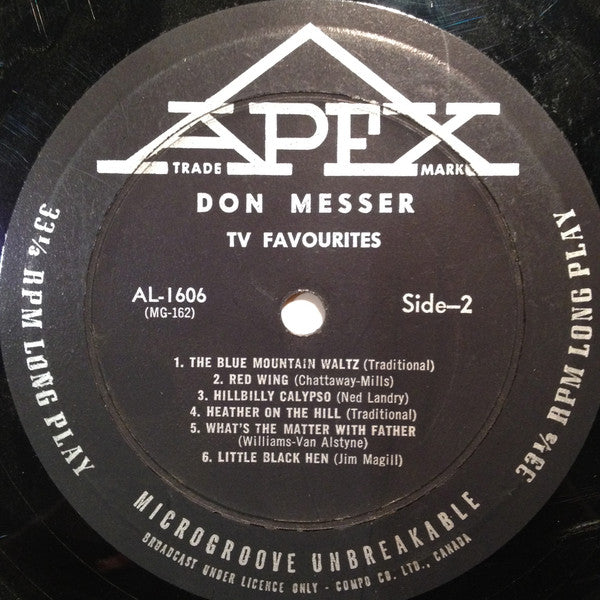 APEX
TRADE MARK
DON MESSER
TV FAVOURITES
AL-1606
(MG-162)
Side-2
1. THE BLUE MOUNTAIN WALTZ (Traditional)
2. RED WING (Chattaway-Mills)
3. HILLBILLY CALYPSO (Ned Landry)
4. HEATHER ON THE HILL (Traditional)
5. WHAT'S THE MATTER WITH FATHER
(Williams-Van Alstyne)
6. LITTLE BLACK HEN (Jim Magill)
33⅓ RPM LONG PLAY
MICROGROOVE UNBREAKABLE
33⅓ RPM LONG PLAY
BROADCAST UNDER LICENCE ONLY - COMPO CO. LTD., CANADA